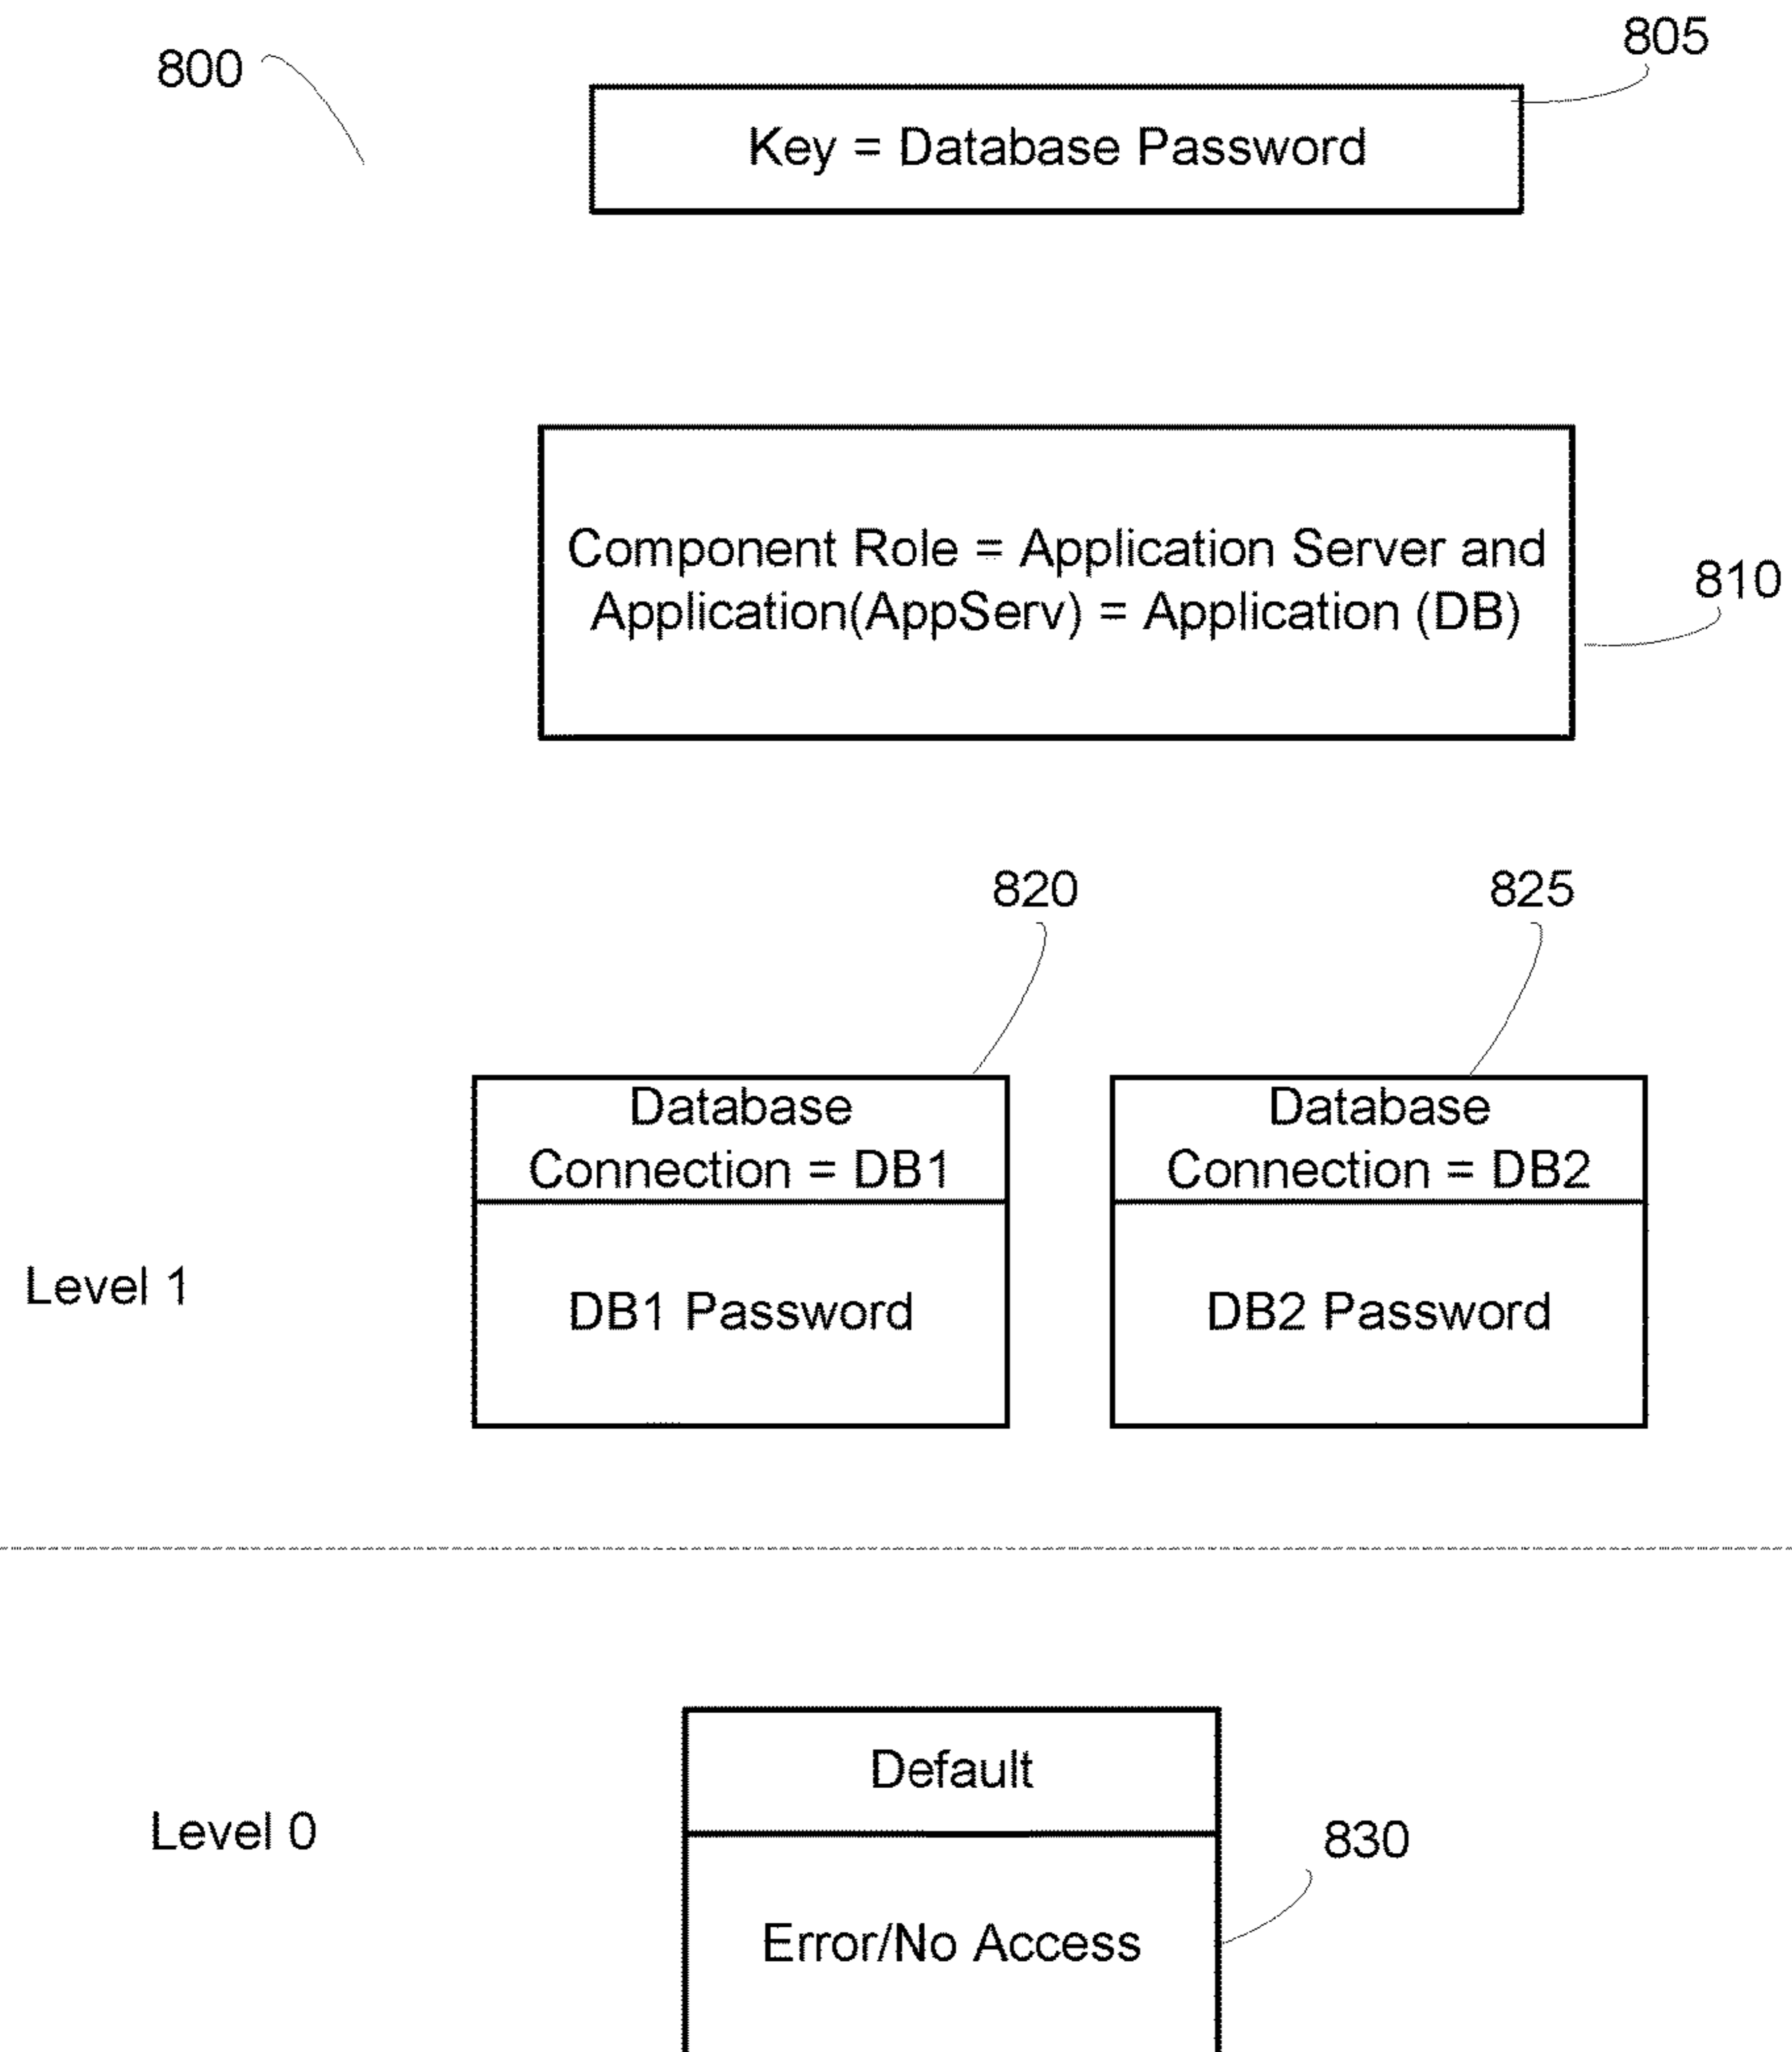 800
805
Key = Database Password
Component Role = Application Server and
Application(AppServ) = Application (DB)
810
820
825
Database
Connection = DB1
Database
Connection = DB2
Level 1
DB1 Password
DB2 Password
Default
Level 0
830
Error/No Access